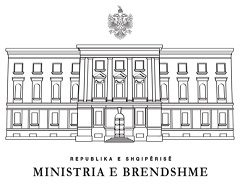 REPUBLIKA E SHQIPËRISË
MINISTRIA E BRENDSHME